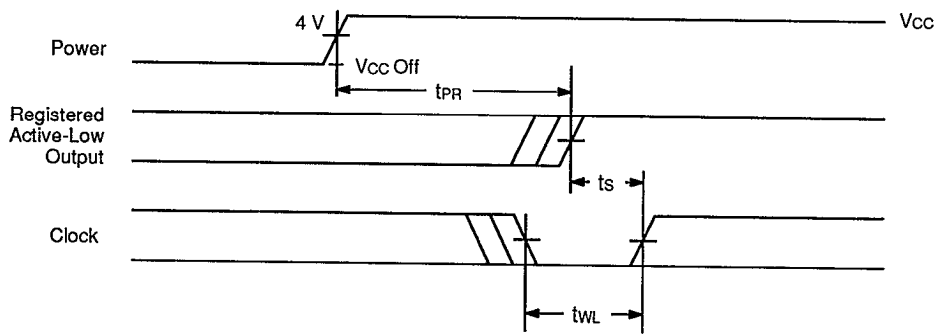 4 V
VCC
Power
VCC Off
tPR
Registered
Active-Low
Output
tS
Clock
tWL